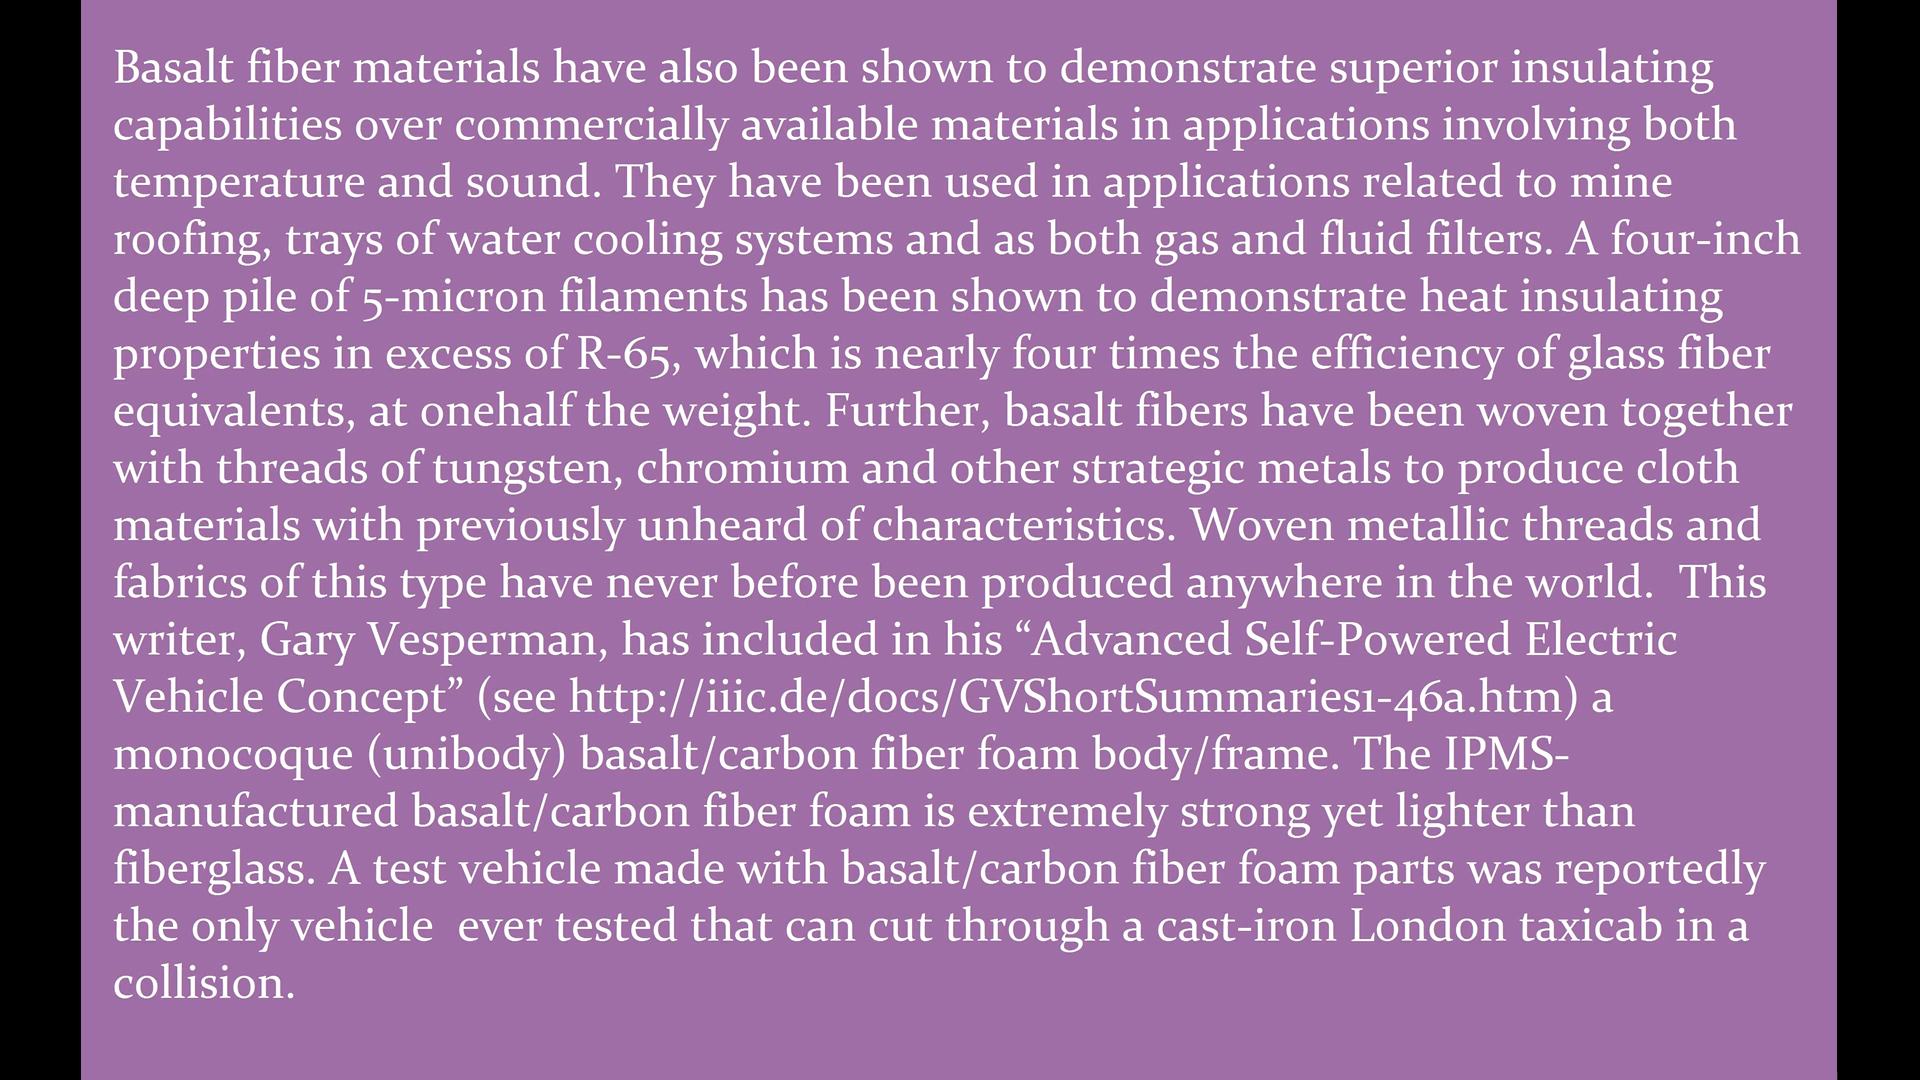 Basalt fiber materials have also been shown to demonstrate superior insulating
capabilities over commercially available materials in applications involving both
temperature and sound. They have been used in applications related to mine
roofing, trays of water cooling systems and as both gas and fluid filters. A four-inch
deep pile of 5-micron filaments has been shown to demonstrate heat insulating
properties in excess of R-65, which is nearly four times the efficiency of glass fiber
equivalents, at onehalf the weight. Further, basalt fibers have been woven together
with threads of tungsten, chromium and other strategic metals to produce cloth
materials with previously unheard of characteristics. Woven metallic threads and
fabrics of this type have never before been produced anywhere in the world.  This
writer, Gary Vesperman, has included in his “Advanced Self-Powered Electric
Vehicle Concept” (see http://iiic.de/docs/GVShortSummaries1-46a.htm) a
monocoque (unibody) basalt/carbon fiber foam body/frame. The IPMS-
manufactured basalt/carbon fiber foam is extremely strong yet lighter than
fiberglass. A test vehicle made with basalt/carbon fiber foam parts was reportedly
the only vehicle  ever tested that can cut through a cast-iron London taxicab in a
collision.